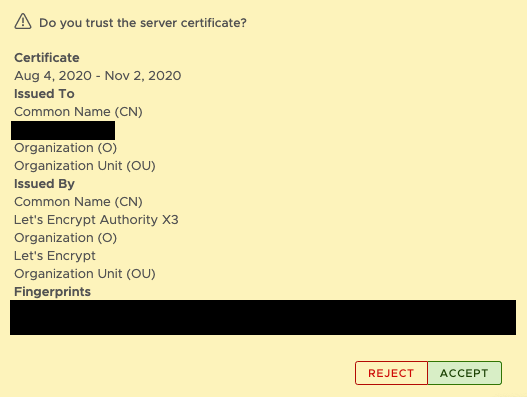 Do you trust the server certificate?
Certificate
Aug 4, 2020 - Nov 2, 2020
Issued To
Common Name (CN)
Organization (O)
Organization Unit (OU)
Issued By
Common Name (CN)
Let's Encrypt Authority X3
Organization (O)
Let's Encrypt
Organization Unit (OU)
Fingerprints
REJECT ACCEPT